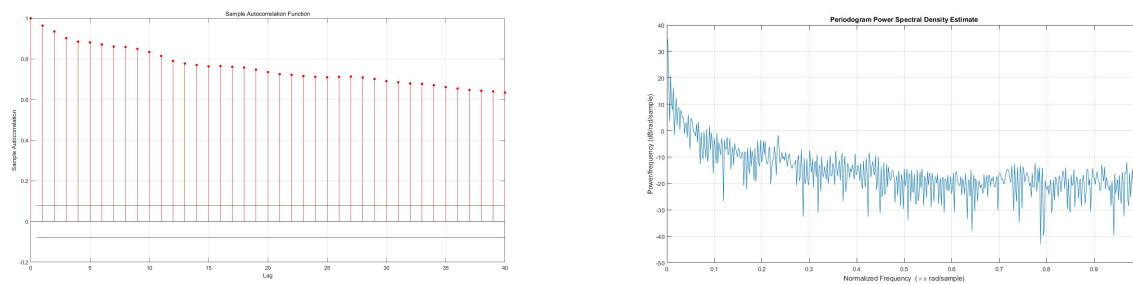 Sample Autocorrelation Function
1
0.8
0.6
0.4
0.2
0
-0.2
Sample Autocorrelation
0 5 10 15 20 25 30 35 40
Lag
Periodogram Power Spectral Density Estimate
40
30
20
10
0
-10
-20
-30
-40
-50
Power/frequency (dB/rad/sample)
0 0.1 0.2 0.3 0.4 0.5 0.6 0.7 0.8 0.9
Normalized Frequency (×π rad/sample)